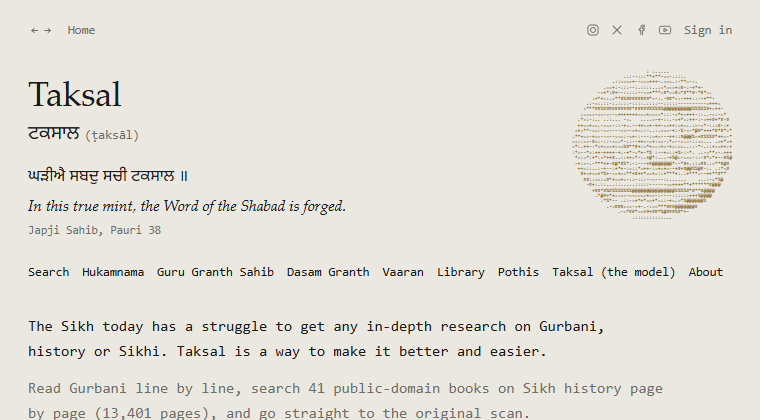 ← → Home Sign in
Taksal
ਟਕਸਾਲ (ṭaksāl)
ਘੜੀਐ ਸਬਦੁ ਸਚੀ ਟਕਸਾਲ ॥
In this true mint, the Word of the Shabad is forged.
Japji Sahib, Pauri 38
Search Hukamnama Guru Granth Sahib Dasam Granth Vaaran Library Pothis Taksal (the model) About
The Sikh today has a struggle to get any in-depth research on Gurbani,
history or Sikhi. Taksal is a way to make it better and easier.
Read Gurbani line by line, search 41 public-domain books on Sikh history page
by page (13,401 pages), and go straight to the original scan.